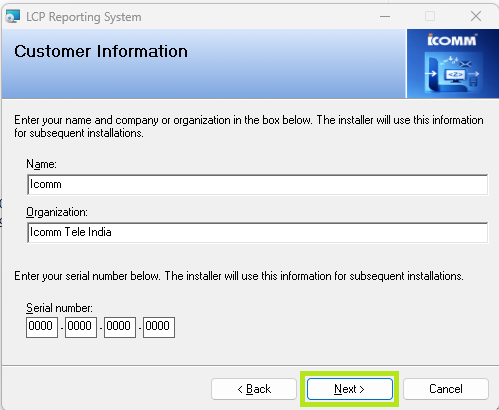 LCP Reporting System
Customer Information
ICOMM
<Z>
Enter your name and company or organization in the box below. The installer will use this information
for subsequent installations.
Name:
Icomm
Organization:
Icomm Tele India
Enter your serial number below. The installer will use this information for subsequent installations.
Serial number:
0000 - 0000 - 0000 - 0000
< Back
Next >
Cancel